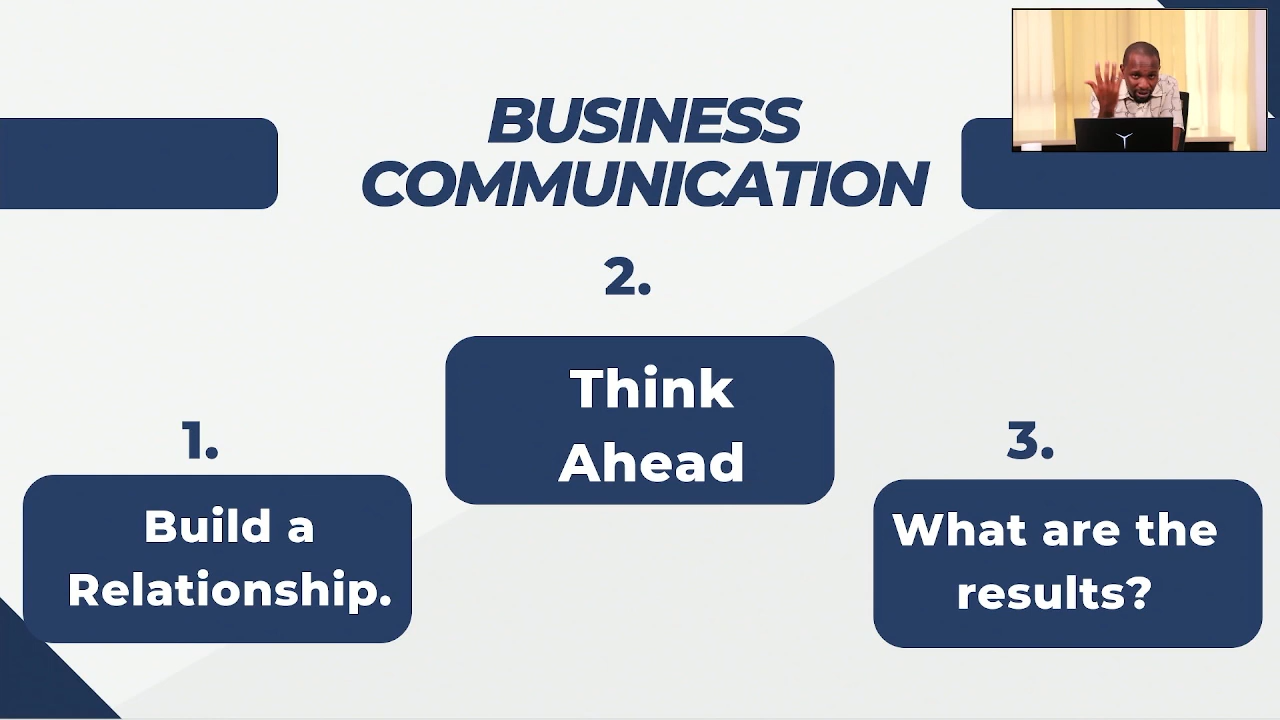 BUSINESS
COMMUNICATION
1.
Build a
Relationship.
2.
Think
Ahead
3.
What are the
results?